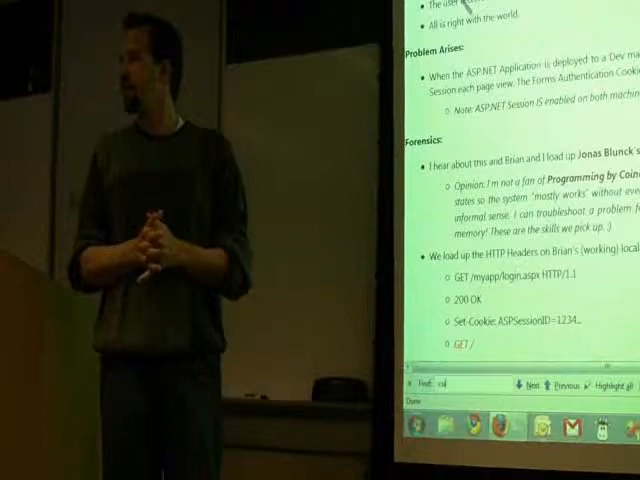 The user
All is right with the world.
Problem Arises:
When the ASP.NET Application is deployed to a Dev
Session each page view. The Forms Authentication Cookie
Note: ASP.NET Session IS enabled on both
Forensics:
I hear about this and Brian and I load up Jonas Blunck's
Opinion: I'm not a fan of Programming by
states so the system "mostly works" without
informal sense. I can troubleshoot a problem
memory! These are the skills we pick up. :)
We load up the HTTP Headers on Brian's (working) local
GET /myapp/login.aspx HTTP/1.1
200 OK
Set-Cookie: ASPSessionID=1234...
GET /
Find:
Next Previous Highlight all
Done